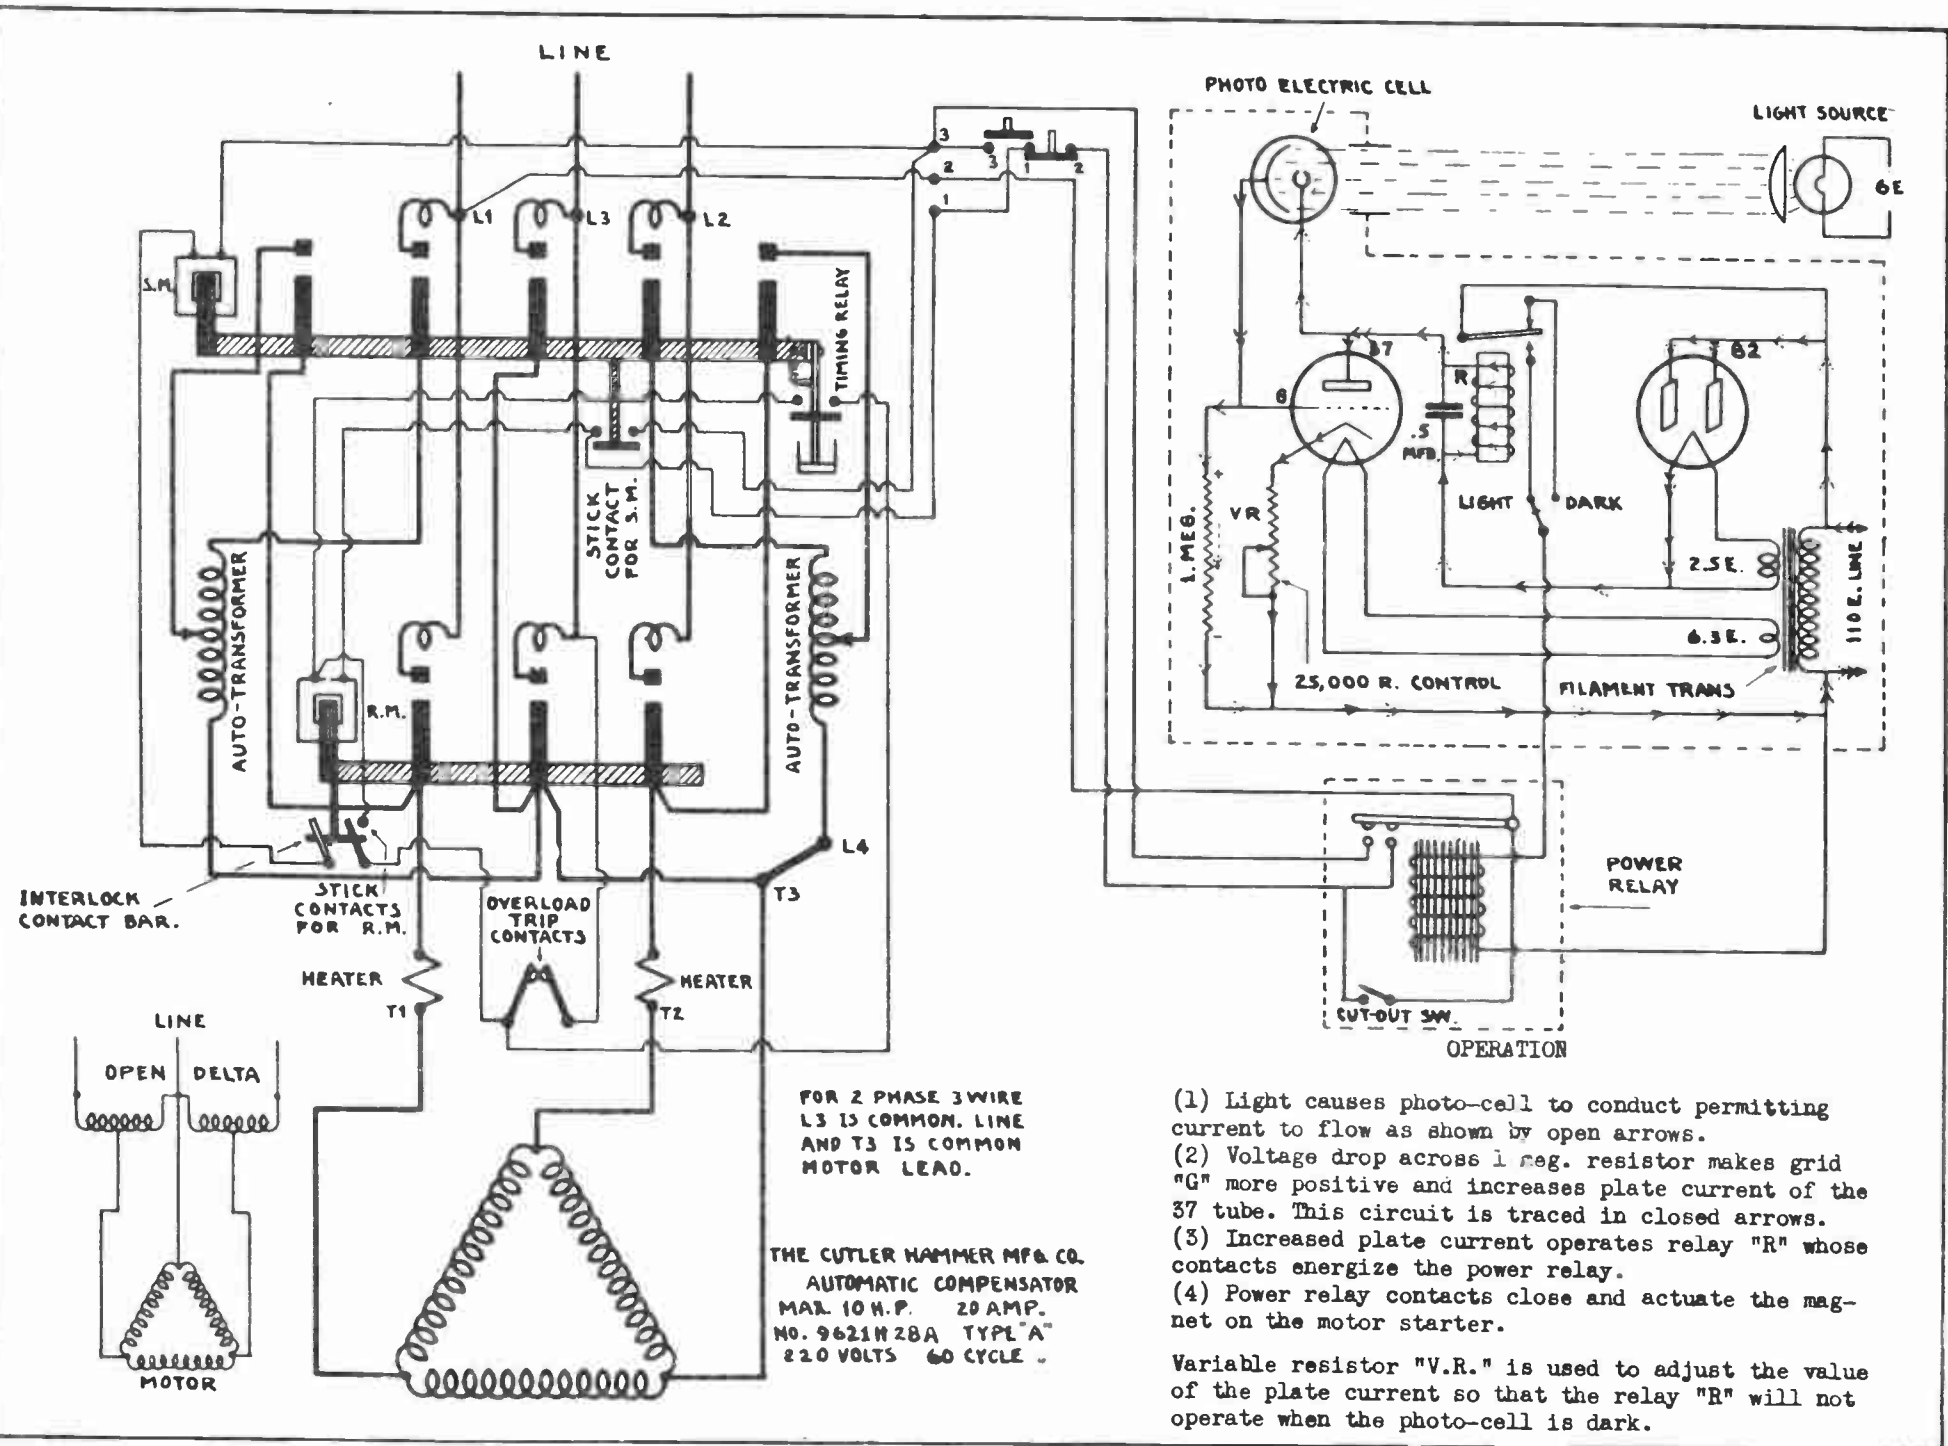 LINE
L1
L3
L2
S.M.
TIMING RELAY
STICK
CONTACT
FOR S.M.
AUTO-TRANSFORMER
AUTO-TRANSFORMER
R.M.
INTERLOCK
CONTACT BAR.
STICK
CONTACTS
FOR R.M.
OVERLOAD
TRIP
CONTACTS
L4
T3
HEATER
T1
HEATER
T2
LINE
OPEN DELTA
MOTOR
FOR 2 PHASE 3 WIRE
L3 IS COMMON. LINE
AND T3 IS COMMON
MOTOR LEAD.
THE CUTLER HAMMER MFG. CO.
AUTOMATIC COMPENSATOR
MAX. 10 H.P. 20 AMP.
NO. 9621H28A TYPE "A"
220 VOLTS 60 CYCLE .
3
2
1
3
1
2
PHOTO ELECTRIC CELL
LIGHT SOURCE
6E
37
G
R
.5
MFD.
82
LIGHT
DARK
1. MEG.
+
-
VR
2.5E.
6.3E.
110 E. LINE
25,000 R. CONTROL
FILAMENT TRANS
POWER
RELAY
CUT-OUT SW.
OPERATION
(1) Light causes photo-cell to conduct permitting
current to flow as shown by open arrows.
(2) Voltage drop across 1 meg. resistor makes grid
"G" more positive and increases plate current of the
37 tube. This circuit is traced in closed arrows.
(3) Increased plate current operates relay "R" whose
contacts energize the power relay.
(4) Power relay contacts close and actuate the mag-
net on the motor starter.
Variable resistor "V.R." is used to adjust the value
of the plate current so that the relay "R" will not
operate when the photo-cell is dark.